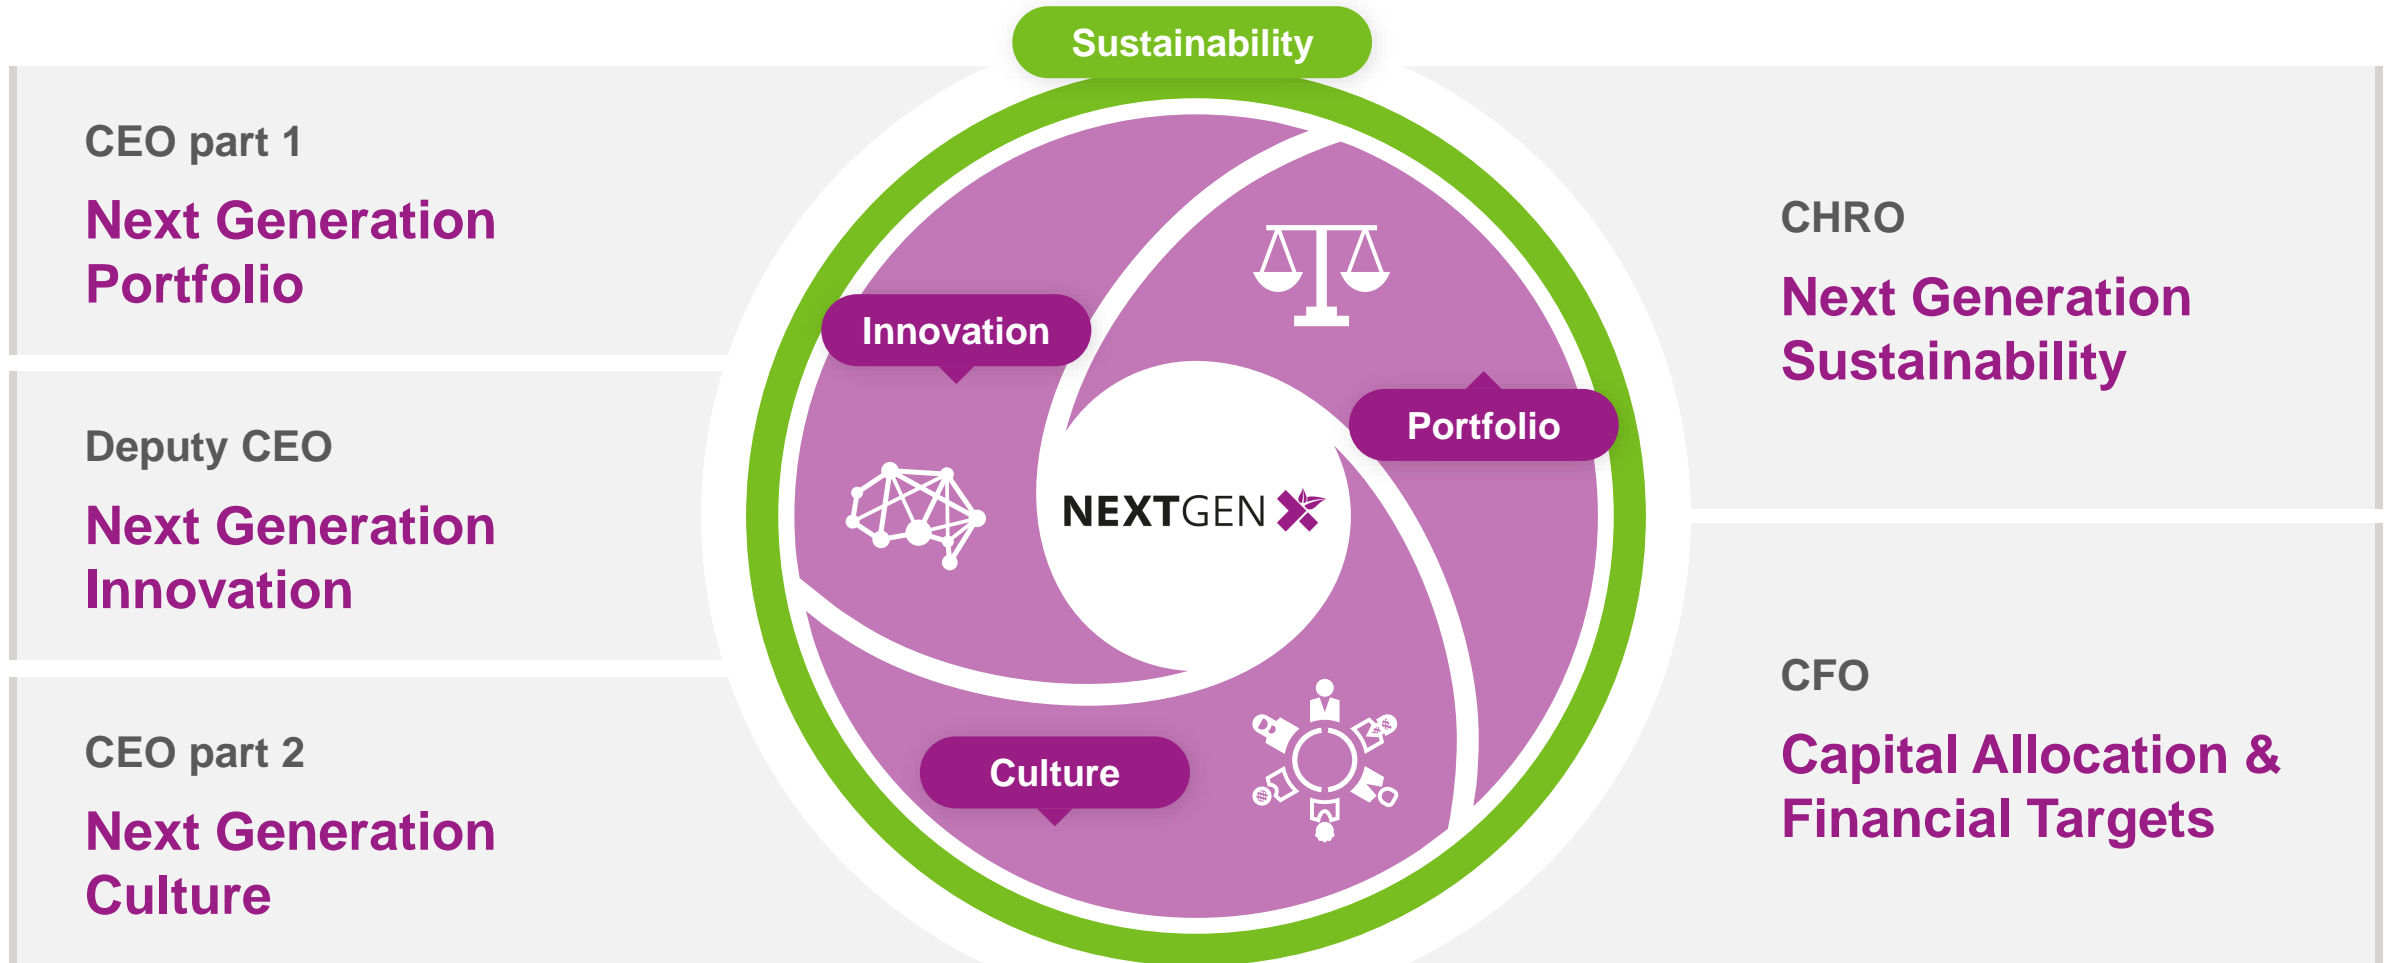 Sustainability
CEO part 1
Next Generation
Portfolio
Deputy CEO
Next Generation
Innovation
CEO part 2
Next Generation
Culture
Innovation
Portfolio
NEXTGEN
Culture
CHRO
Next Generation
Sustainability
CFO
Capital Allocation &
Financial Targets